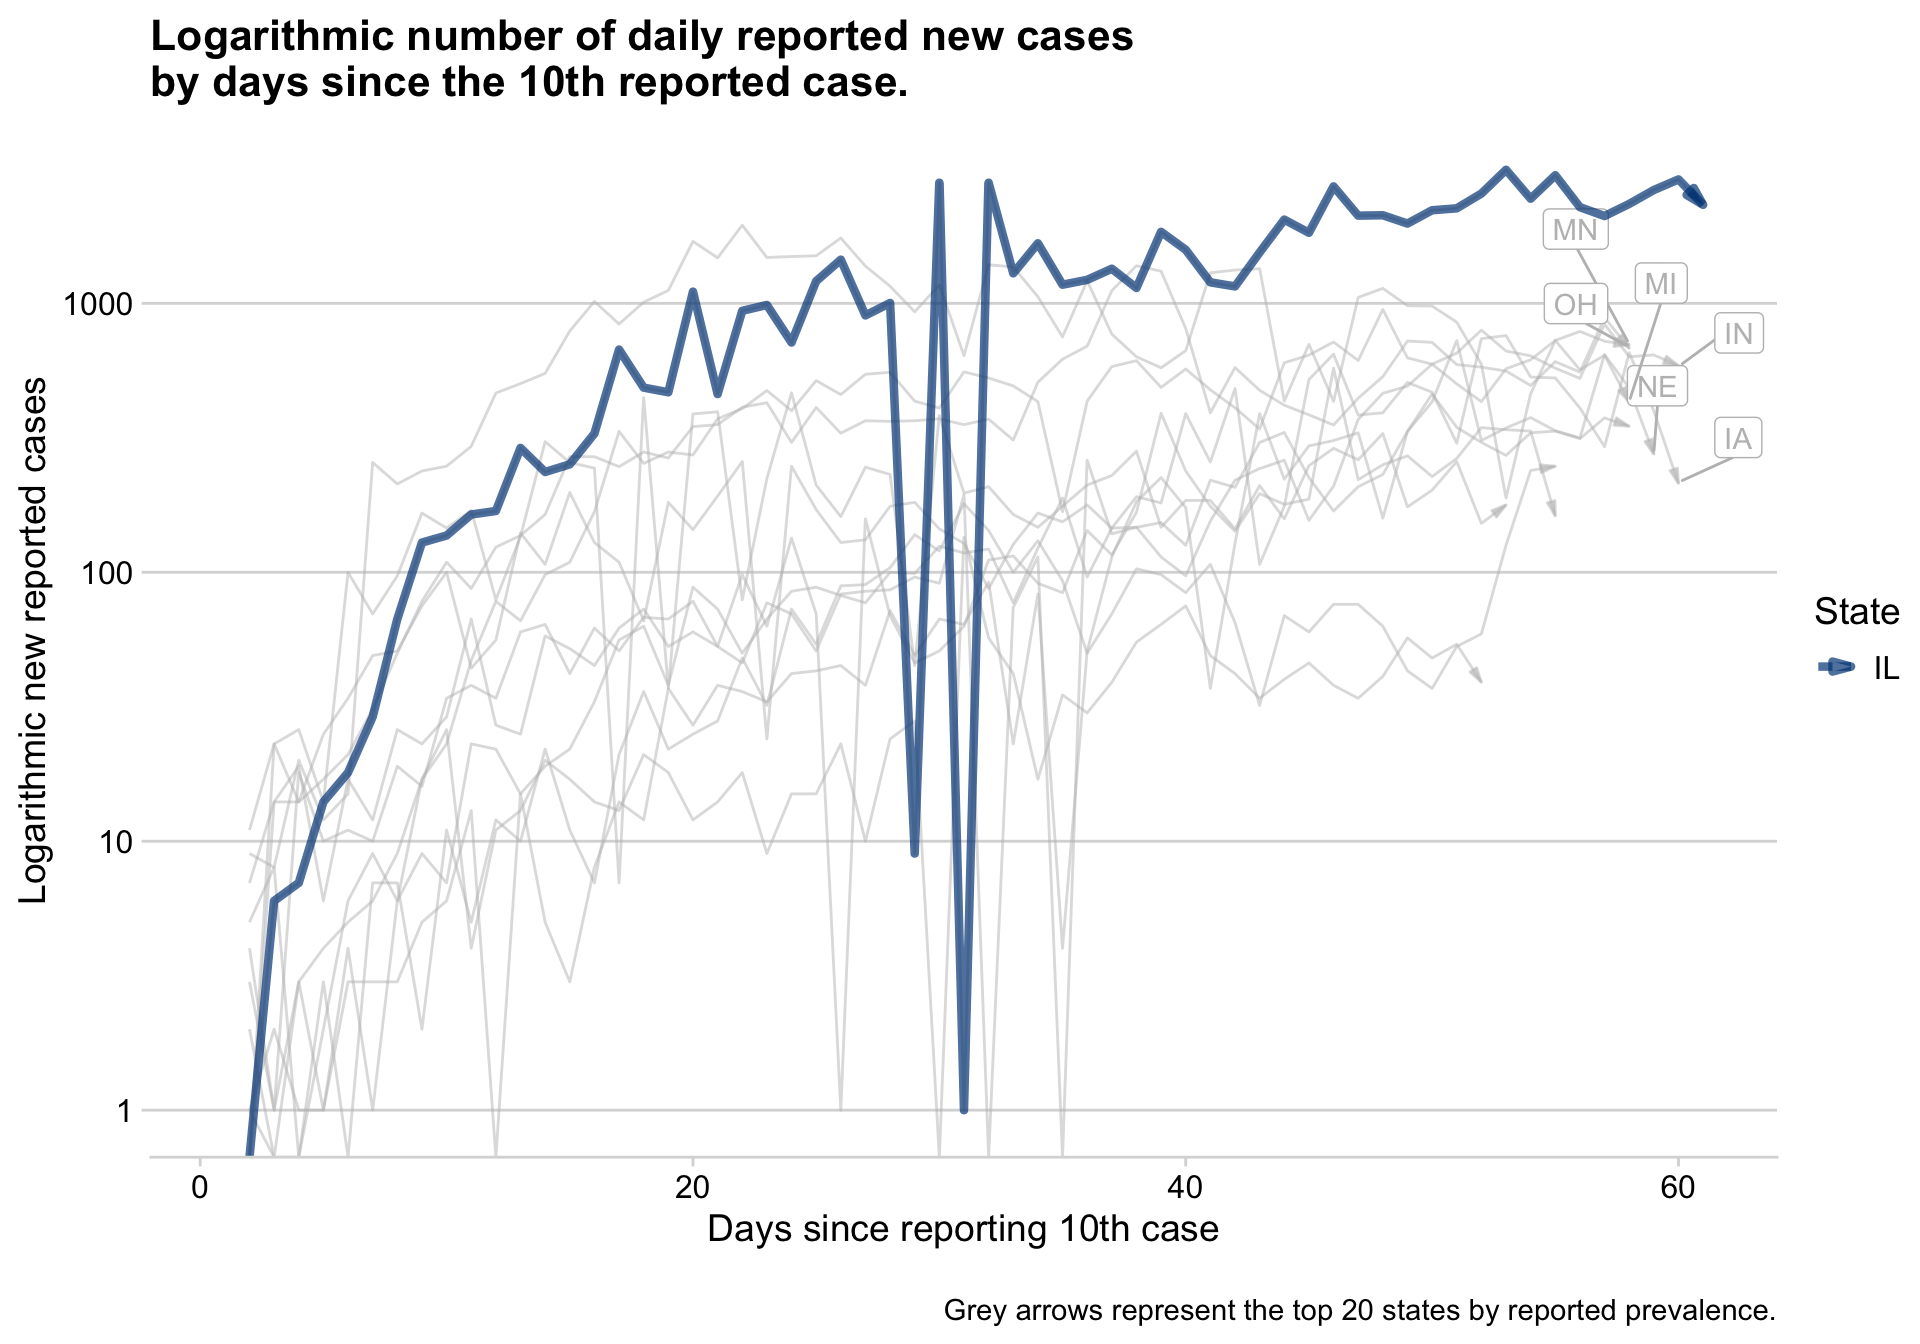 Logarithmic number of daily reported new cases
by days since the 10th reported case.
Logarithmic new reported cases
1000
100
10
1
MN
MI
OH
IN
NE
IA
State
IL
0
20
40
60
Days since reporting 10th case
Grey arrows represent the top 20 states by reported prevalence.